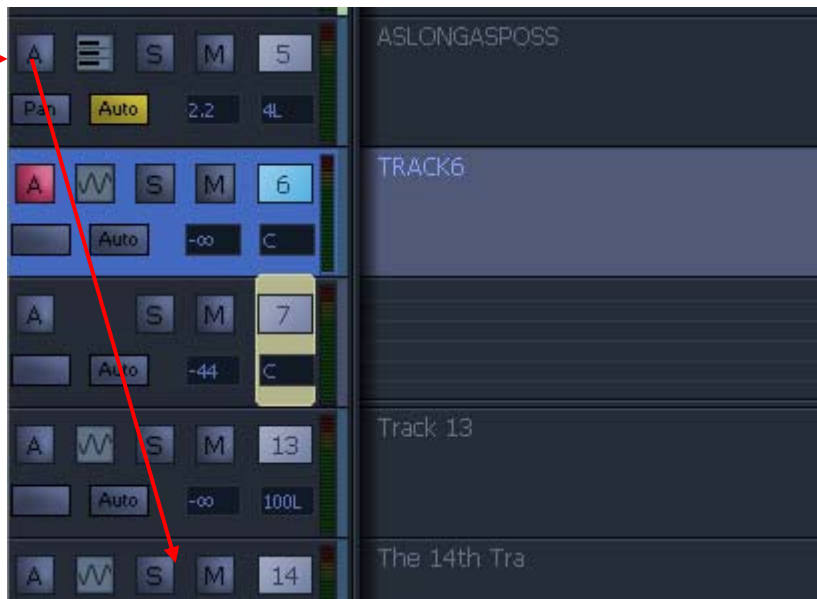 A S M 5 ASLONGASPOSS
Pan Auto 2.2 4L
A S M 6 TRACK6
Auto -∞ C
A S M 7
Auto -44 C
A S M 13 Track 13
Auto -∞ 100L
A S M 14 The 14th Tra